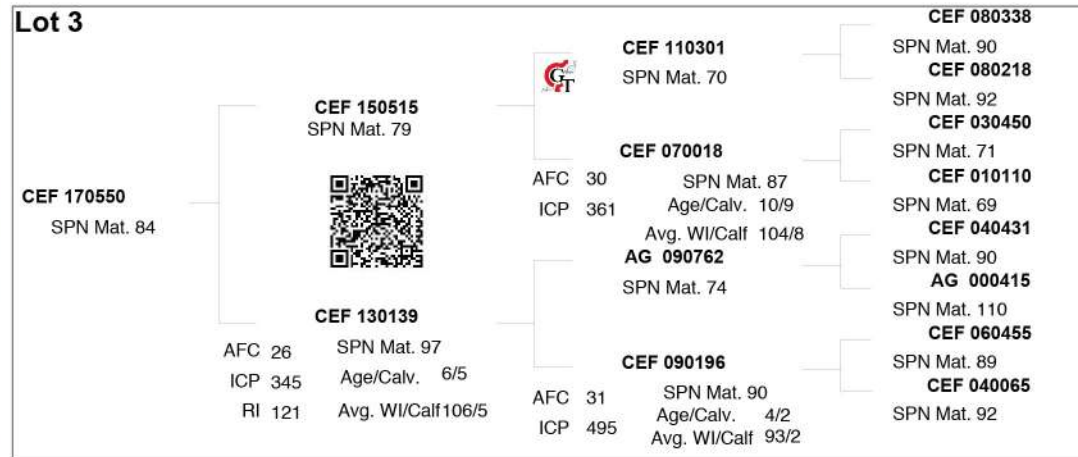 Lot 3
CEF 170550
SPN Mat. 84
CEF 150515
SPN Mat. 79
CEF 130139
AFC 26 SPN Mat. 97
ICP 345 Age/Calv. 6/5
RI 121 Avg. WI/Calf106/5
GT
CEF 110301
SPN Mat. 70
CEF 070018
AFC 30 SPN Mat. 87
ICP 361 Age/Calv. 10/9
Avg. WI/Calf 104/8
AG 090762
SPN Mat. 74
CEF 090196
AFC 31 SPN Mat. 90
Age/Calv. 4/2
ICP 495 Avg. WI/Calf 93/2
CEF 080338
SPN Mat. 90
CEF 080218
SPN Mat. 92
CEF 030450
SPN Mat. 71
CEF 010110
SPN Mat. 69
CEF 040431
SPN Mat. 90
AG 000415
SPN Mat. 110
CEF 060455
SPN Mat. 89
CEF 040065
SPN Mat. 92